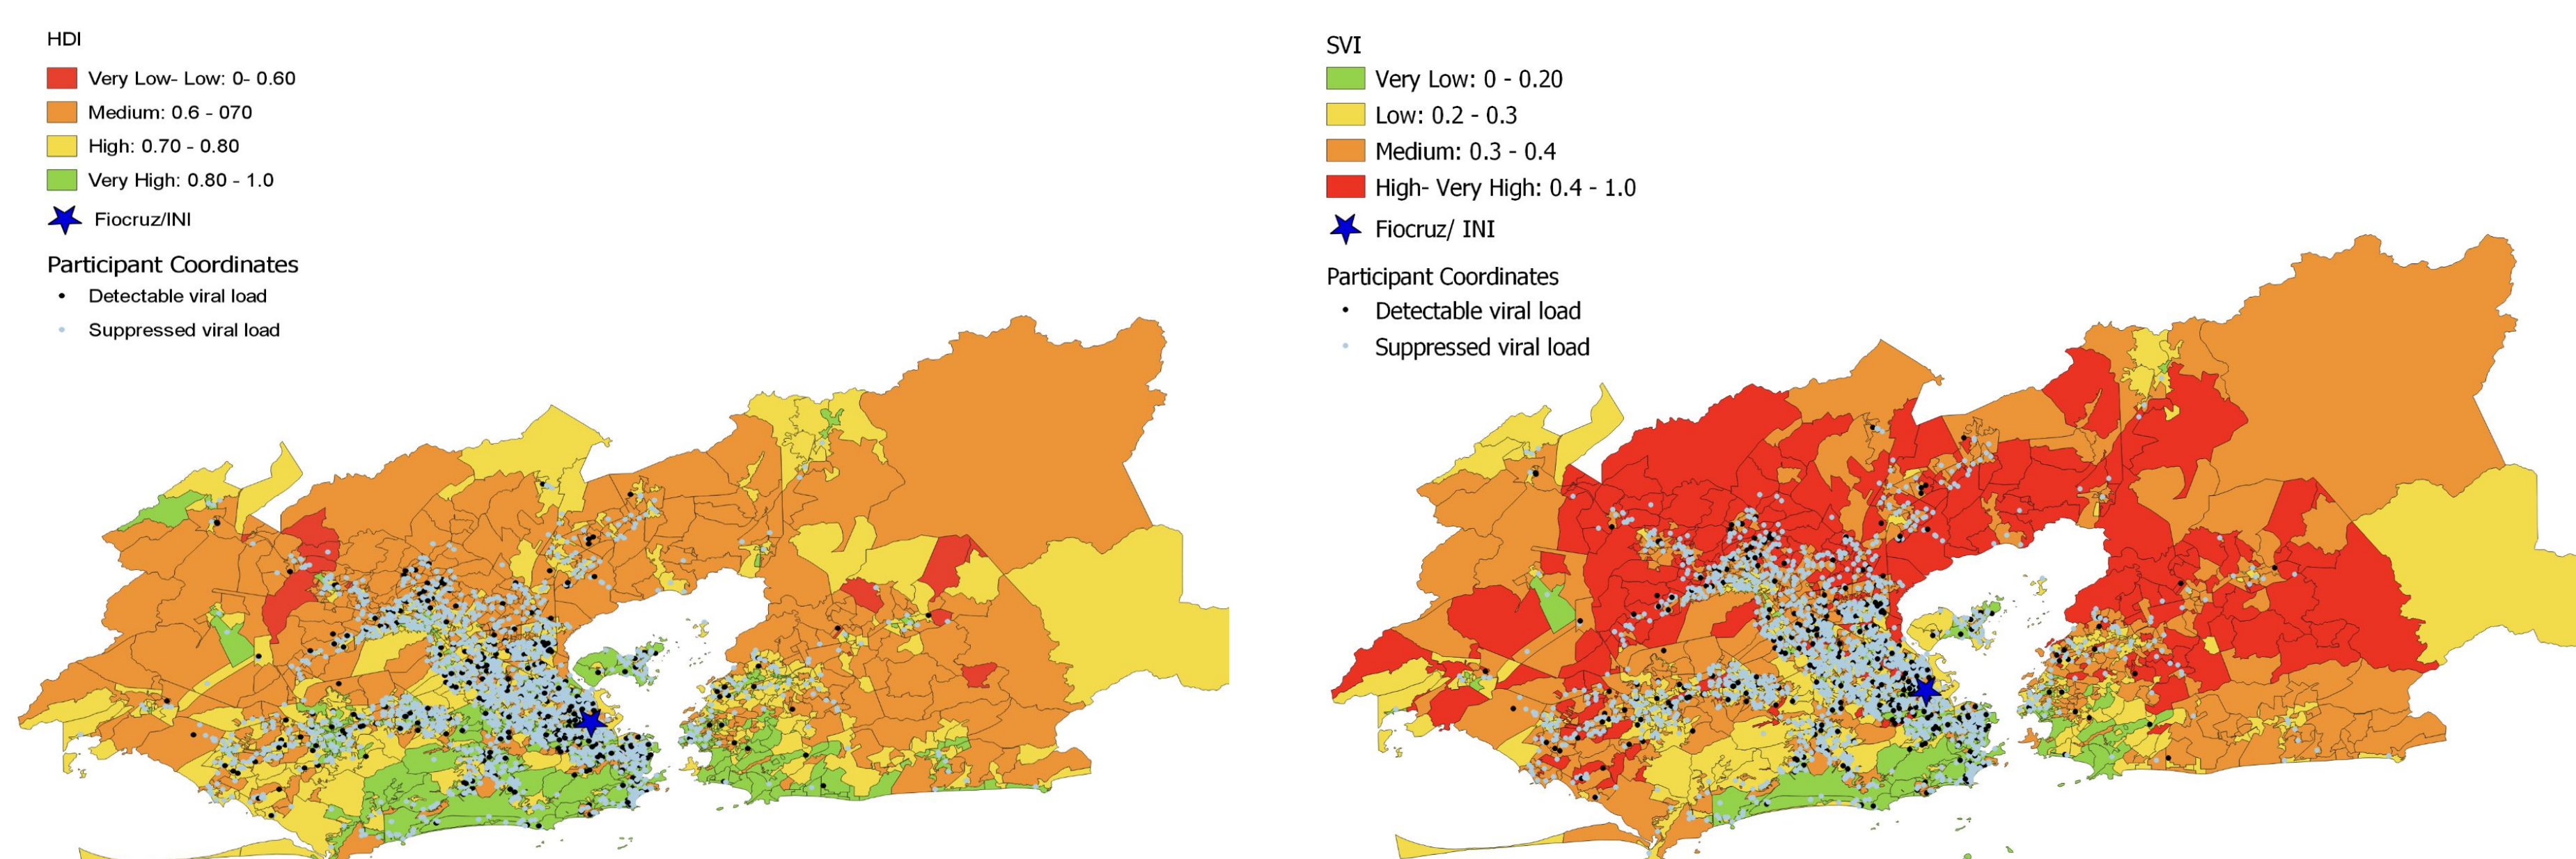 HDI
Very Low- Low: 0- 0.60
Medium: 0.6 - 070
High: 0.70 - 0.80
Very High: 0.80 - 1.0
Fiocruz/INI
Participant Coordinates
Detectable viral load
Suppressed viral load
SVI
Very Low: 0 - 0.20
Low: 0.2 - 0.3
Medium: 0.3 - 0.4
High- Very High: 0.4 - 1.0
Fiocruz/ INI
Participant Coordinates
Detectable viral load
Suppressed viral load